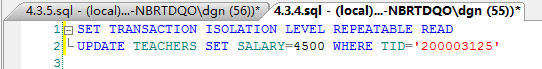 4.3.5.sql - (local)...-NBRTDQO\dgn (56))* 4.3.4.sql - (local)...-NBRTDQO\dgn (55))*
1 SET TRANSACTION ISOLATION LEVEL REPEATABLE READ
2 UPDATE TEACHERS SET SALARY=4500 WHERE TID='200003125'
3